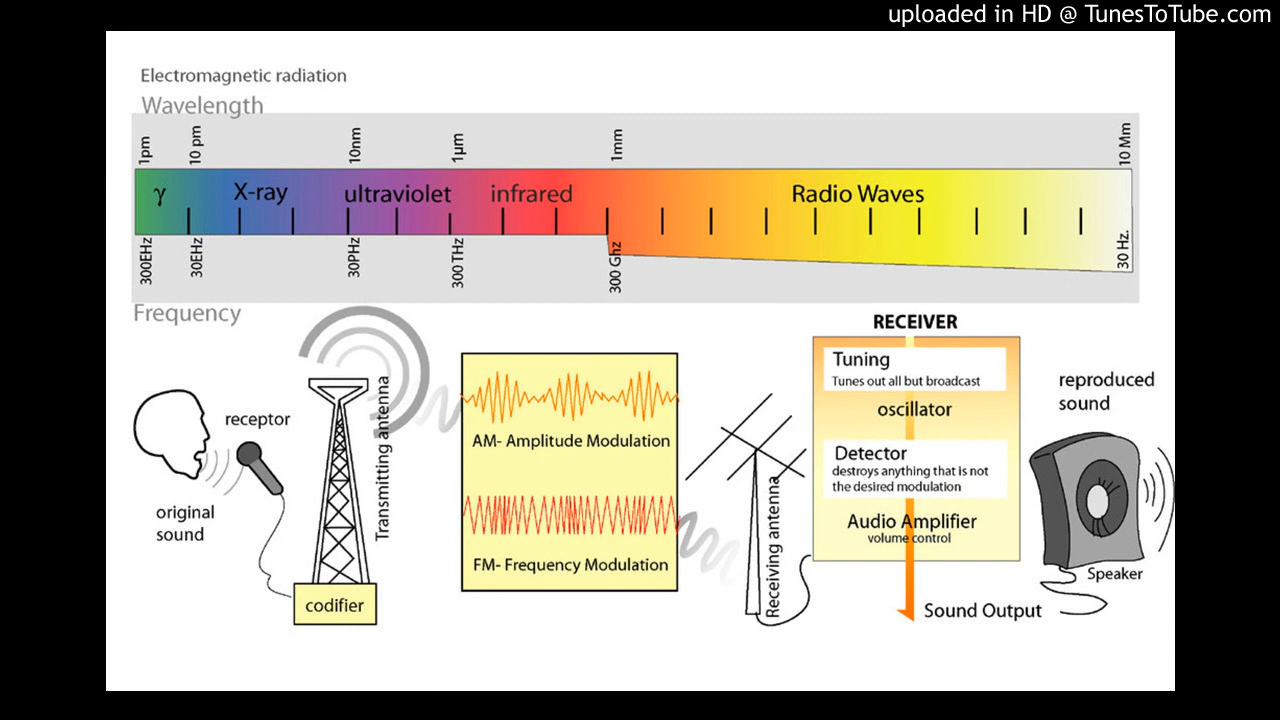 uploaded in HD @ TunesToTube.com
Electromagnetic radiation
Wavelength
1pm
10 pm
10nm
1μm
1mm
10 Mm
γ
X-ray
ultraviolet
infrared
Radio Waves
300EHz
30EHz
30PHz
300 THz
300 Ghz
30 Hz.
Frequency
original
sound
receptor
Transmitting antenna
codifier
AM- Amplitude Modulation
FM- Frequency Modulation
Receiving antenna
RECEIVER
Tuning
Tunes out all but broadcast
oscillator
Detector
destroys anything that is not
the desired modulation
Audio Amplifier
volume control
Sound Output
reproduced
sound
Speaker